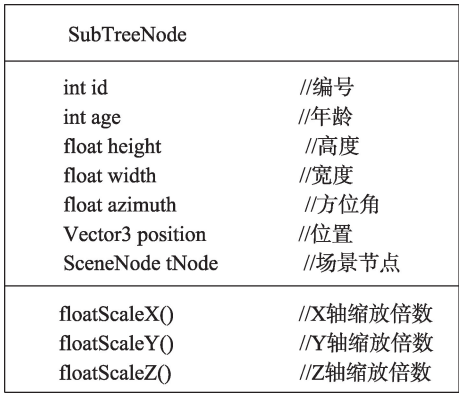 SubTreeNode
int id //编号
int age //年龄
float height //高度
float width //宽度
float azimuth //方位角
Vector3 position //位置
SceneNode tNode //场景节点
floatScaleX() //X轴缩放倍数
floatScaleY() //Y轴缩放倍数
floatScaleZ() //Z轴缩放倍数